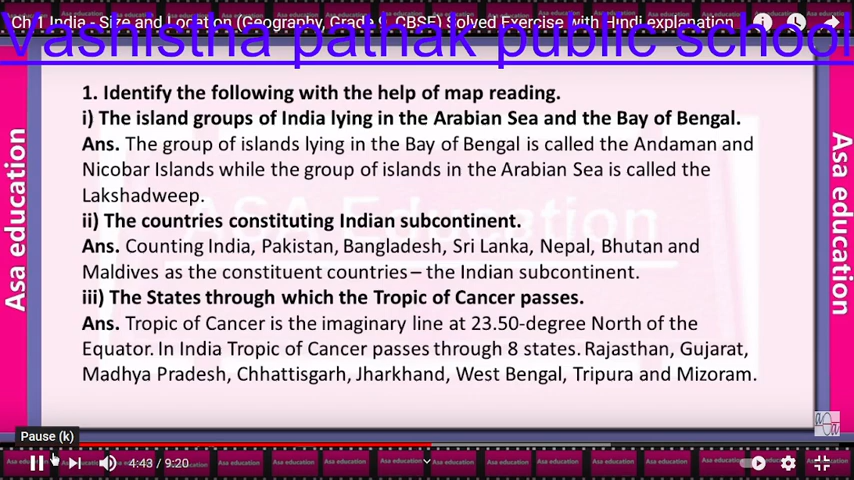 Ch 1 India - Size and Location (Geography, Grade 9, CBSE) Solved Exercise with Hindi explanation
Vashistha pathak public school
1. Identify the following with the help of map reading.
i) The island groups of India lying in the Arabian Sea and the Bay of Bengal.
Ans. The group of islands lying in the Bay of Bengal is called the Andaman and
Nicobar Islands while the group of islands in the Arabian Sea is called the
Lakshadweep.
ii) The countries constituting Indian subcontinent.
Ans. Counting India, Pakistan, Bangladesh, Sri Lanka, Nepal, Bhutan and
Maldives as the constituent countries – the Indian subcontinent.
iii) The States through which the Tropic of Cancer passes.
Ans. Tropic of Cancer is the imaginary line at 23.50-degree North of the
Equator. In India Tropic of Cancer passes through 8 states. Rajasthan, Gujarat,
Madhya Pradesh, Chhattisgarh, Jharkhand, West Bengal, Tripura and Mizoram.
Asa education
Asa education
ASA Education
Pause (k)
4:43 / 9:20